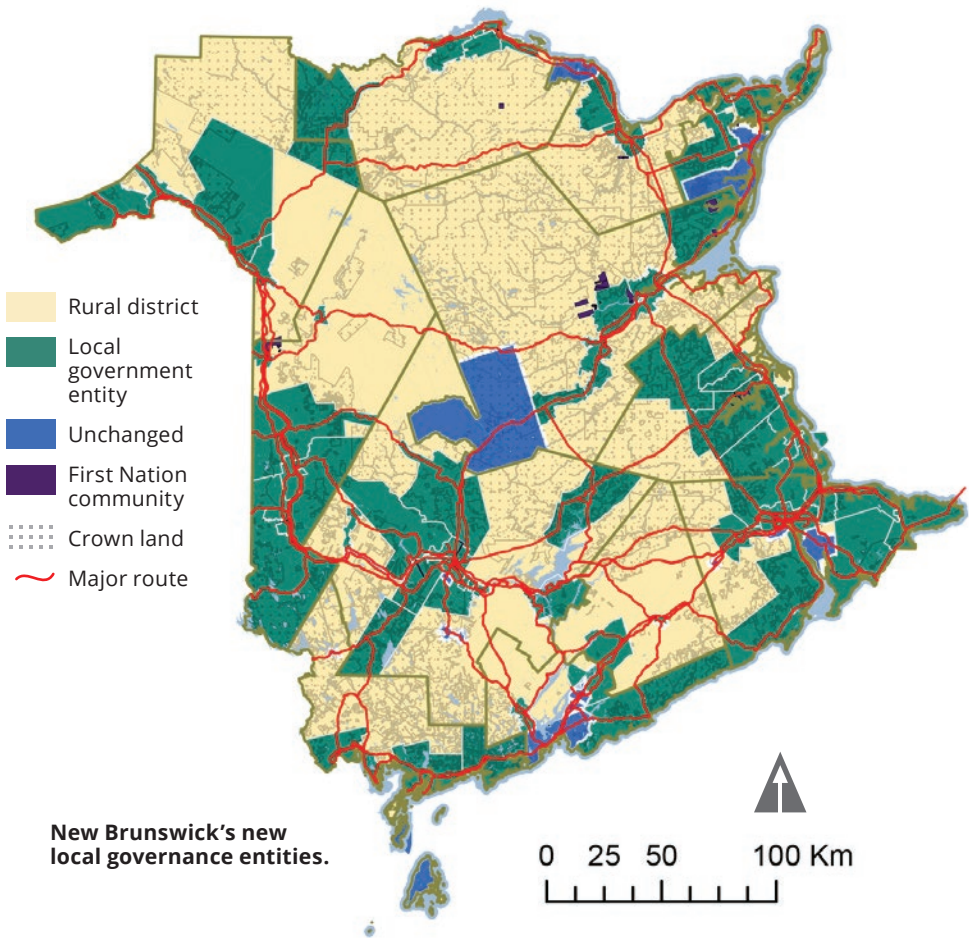 Rural district
Local
government
entity
Unchanged
First Nation
community
Crown land
Major route
New Brunswick's new
local governance entities.
0 25 50 100 Km